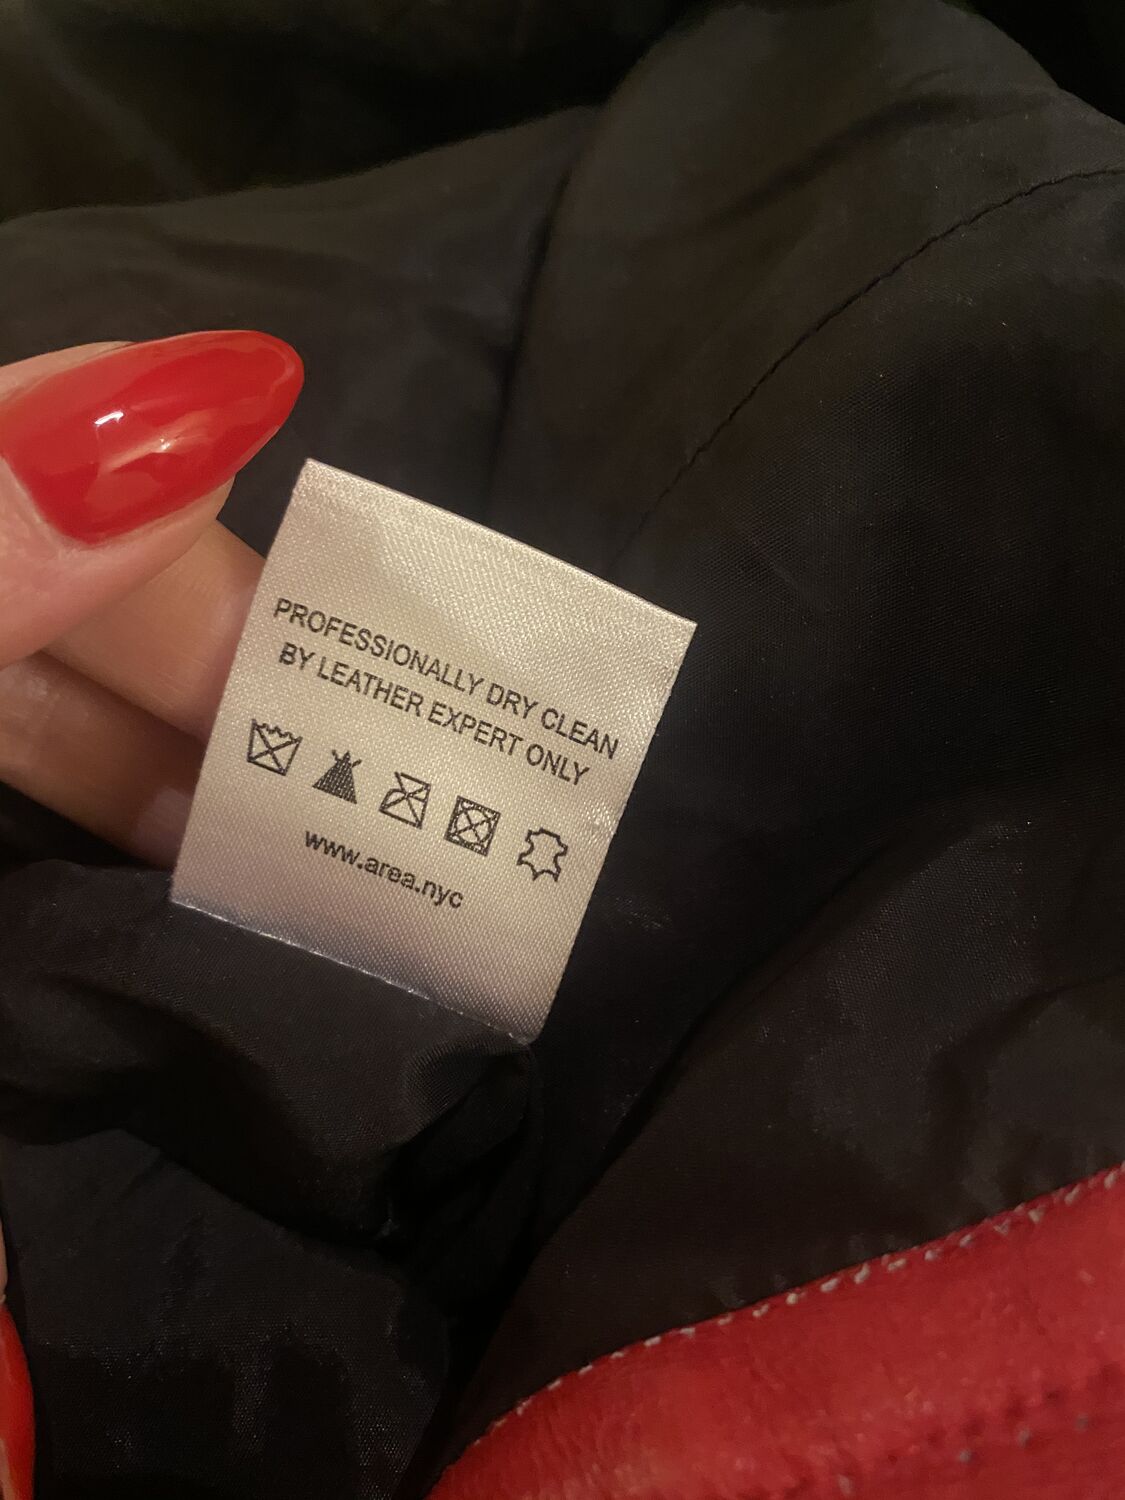 PROFESSIONALLY DRY CLEAN
BY LEATHER EXPERT ONLY
www.area.nyc